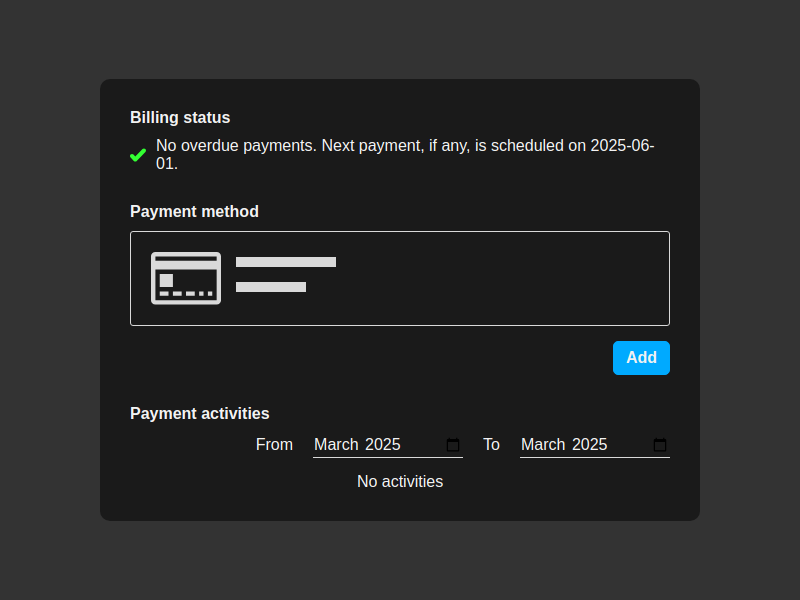 Billing status
No overdue payments. Next payment, if any, is scheduled on 2025-06-
01.
Payment method
Add
Payment activities
From March 2025 To March 2025
No activities